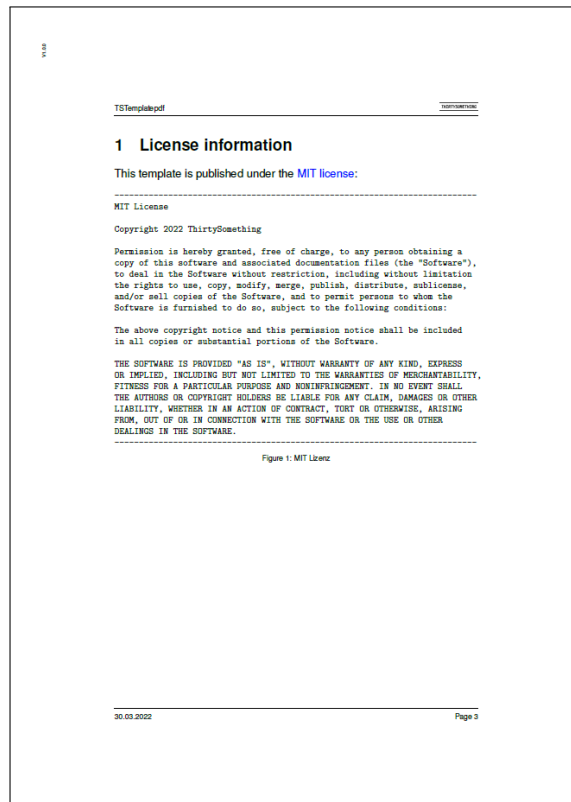 V1.0.0
TSTemplatepdf THIRTYSOMETHING
1 License information
This template is published under the MIT license:
--------------------------------------------------------------------------
MIT License
Copyright 2022 ThirtySomething
Permission is hereby granted, free of charge, to any person obtaining a
copy of this software and associated documentation files (the "Software"),
to deal in the Software without restriction, including without limitation
the rights to use, copy, modify, merge, publish, distribute, sublicense,
and/or sell copies of the Software, and to permit persons to whom the
Software is furnished to do so, subject to the following conditions:
The above copyright notice and this permission notice shall be included
in all copies or substantial portions of the Software.
THE SOFTWARE IS PROVIDED "AS IS", WITHOUT WARRANTY OF ANY KIND, EXPRESS
OR IMPLIED, INCLUDING BUT NOT LIMITED TO THE WARRANTIES OF MERCHANTABILITY,
FITNESS FOR A PARTICULAR PURPOSE AND NONINFRINGEMENT. IN NO EVENT SHALL
THE AUTHORS OR COPYRIGHT HOLDERS BE LIABLE FOR ANY CLAIM, DAMAGES OR OTHER
LIABILITY, WHETHER IN AN ACTION OF CONTRACT, TORT OR OTHERWISE, ARISING
FROM, OUT OF OR IN CONNECTION WITH THE SOFTWARE OR THE USE OR OTHER
DEALINGS IN THE SOFTWARE.
--------------------------------------------------------------------------
Figure 1: MIT Lizenz
30.03.2022 Page 3